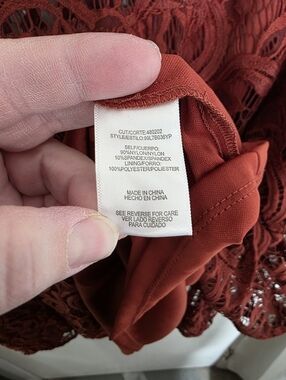 CUT/CORTE:480202
STYLE/ESTILO:99L7B030YP
SELF/CUERPO:
90%NYLON/NYLON
10%SPANDEX/SPANDEX
LINING/FORRO:
100%POLYESTER/POLIESTER
MADE IN CHINA
HECHO EN CHINA
SEE REVERSE FOR CARE
VER LADO REVERSO
PARA CUIDADO